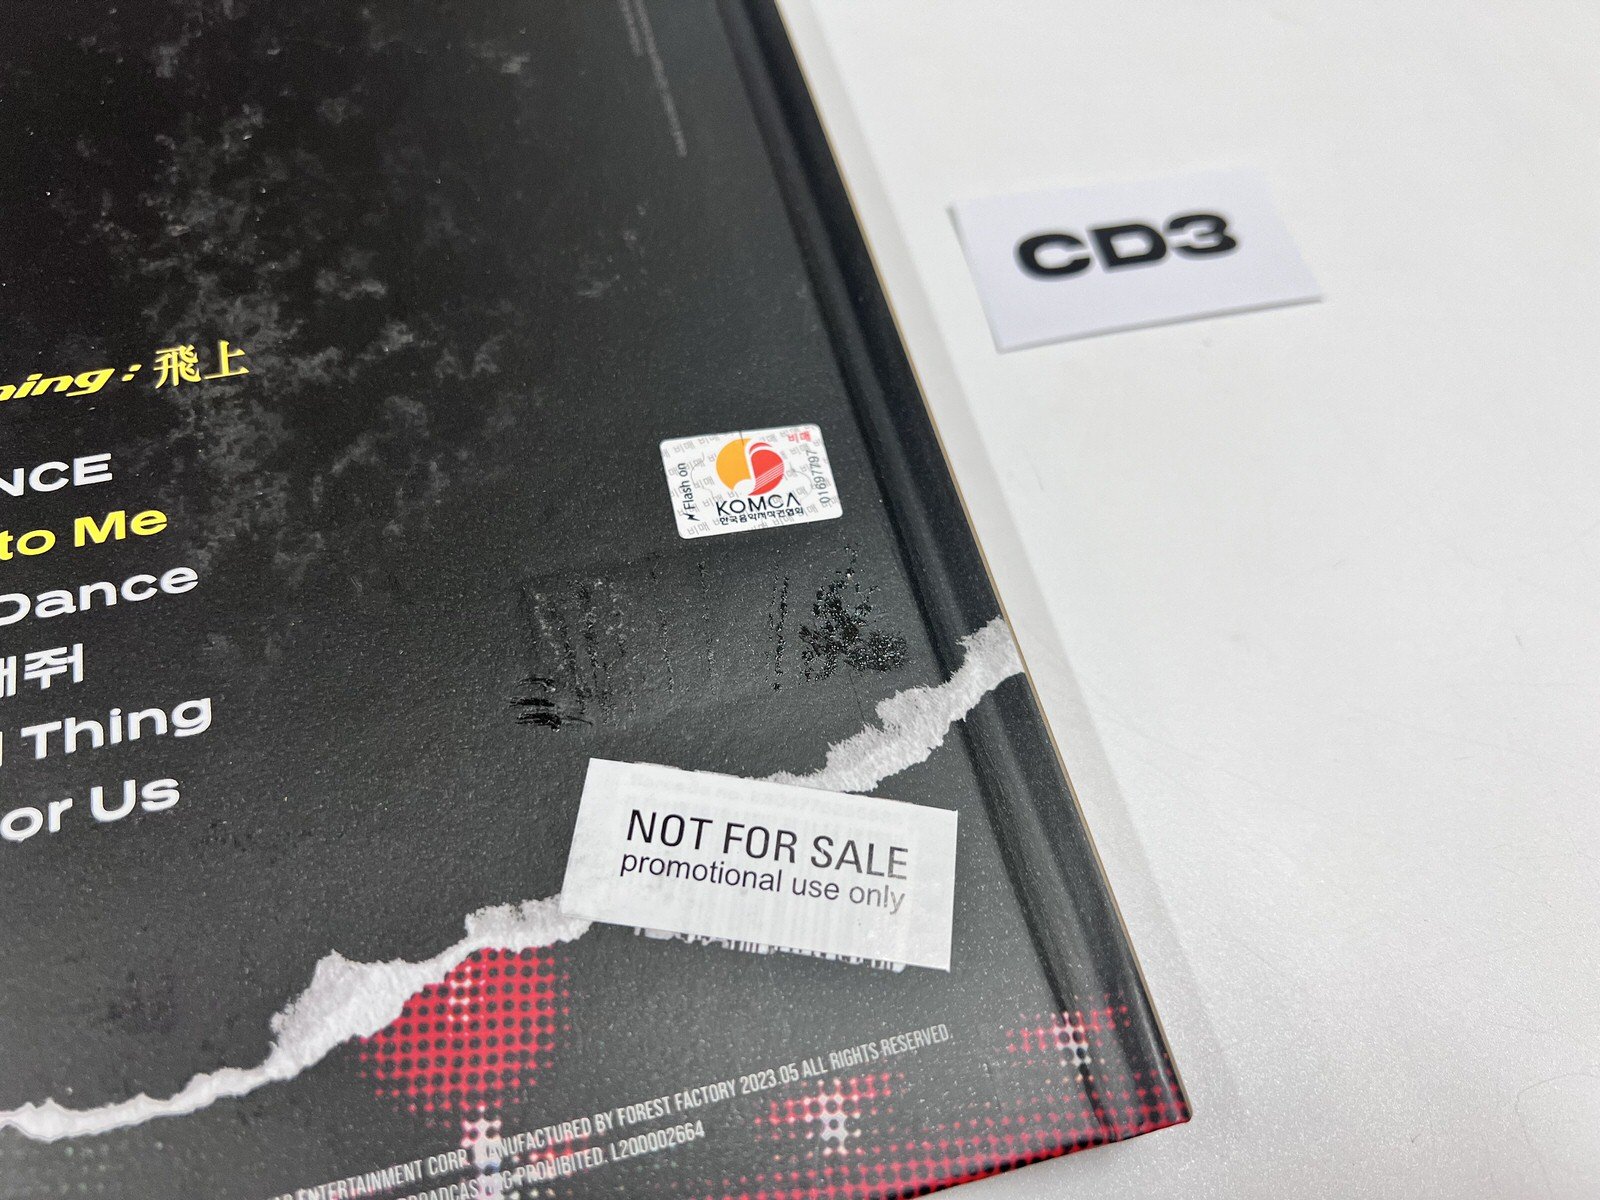 CD3
ning : 飛上
NCE
to Me
Dance
해줘
Thing
or Us
비매
Flash on
KOMCA
한국음악저작권협회
01697797
NOT FOR SALE
promotional use only
ENTERTAINMENT CORP. MANUFACTURED BY FOREST FACTORY 2023.05 ALL RIGHTS RESERVED.
BROADCASTING PROHIBITED. L200002664